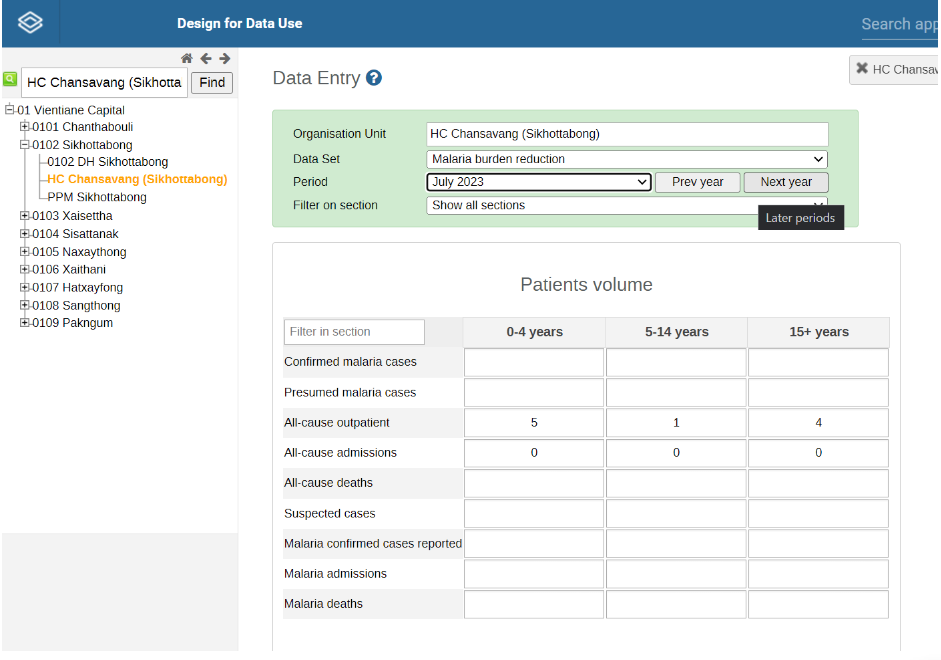 Design for Data Use
Search app
HC Chansavang (Sikhotta
Find
01 Vientiane Capital
0101 Chanthabouli
0102 Sikhottabong
0102 DH Sikhottabong
HC Chansavang (Sikhottabong)
PPM Sikhottabong
0103 Xaisettha
0104 Sisattanak
0105 Naxaythong
0106 Xaithani
0107 Hatxayfong
0108 Sangthong
0109 Pakngum
Data Entry ?
HC Chansav
Organisation Unit HC Chansavang (Sikhottabong)
Data Set Malaria burden reduction
Period July 2023 Prev year Next year
Filter on section Show all sections
Later periods
Patients volume
Filter in section 0-4 years 5-14 years 15+ years
Confirmed malaria cases
Presumed malaria cases
All-cause outpatient 5 1 4
All-cause admissions 0 0 0
All-cause deaths
Suspected cases
Malaria confirmed cases reported
Malaria admissions
Malaria deaths